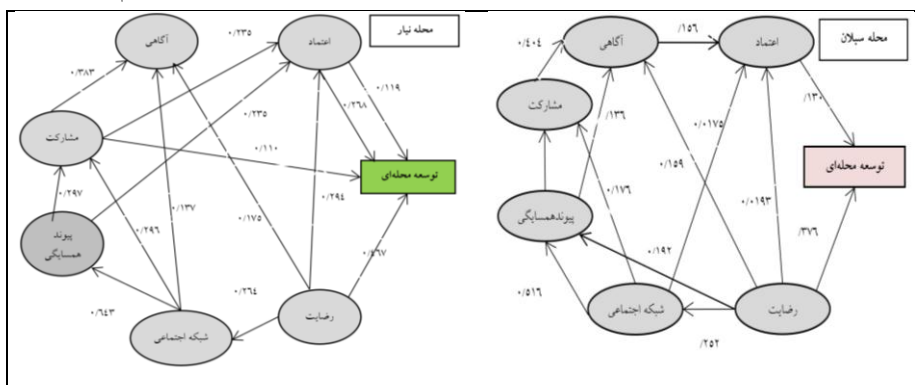 محله نیار
آگاهی
اعتماد
۰/۲۳۵
۰/۳۸۳
۰/۱۱۹
۰/۲۶۸
مشارکت
۰/۲۳۵
۰/۱۱۰
توسعه محله‌ای
۰/۲۹۷
۰/۱۳۷
۰/۱۷۵
۰/۲۹۴
پیوند
همسایگی
۰/۲۹۶
۰/۴۶۷
۰/۲۶۴
۰/۶۴۳
شبکه اجتماعی
رضایت
محله سبلان
آگاهی
/۱۵۶
اعتماد
۰/۴۰۴
مشارکت
/۱۳۶
۰/۰۱۷۵
/۱۳۰
۰/۱۵۹
توسعه محله‌ای
۰/۱۷۶
پیوندهمسایگی
۰/۰۱۹۳
۰/۱۹۲
/۳۷۶
۰/۵۱۶
شبکه اجتماعی
رضایت
/۲۵۲